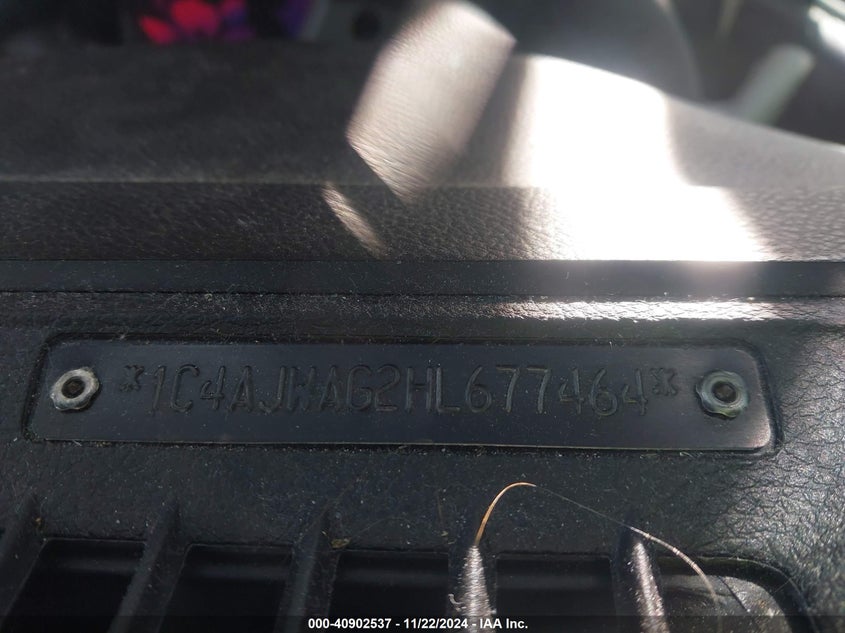 *1C4AJWAG2HL677464*
000-40902537 - 11/22/2024 - IAA Inc.